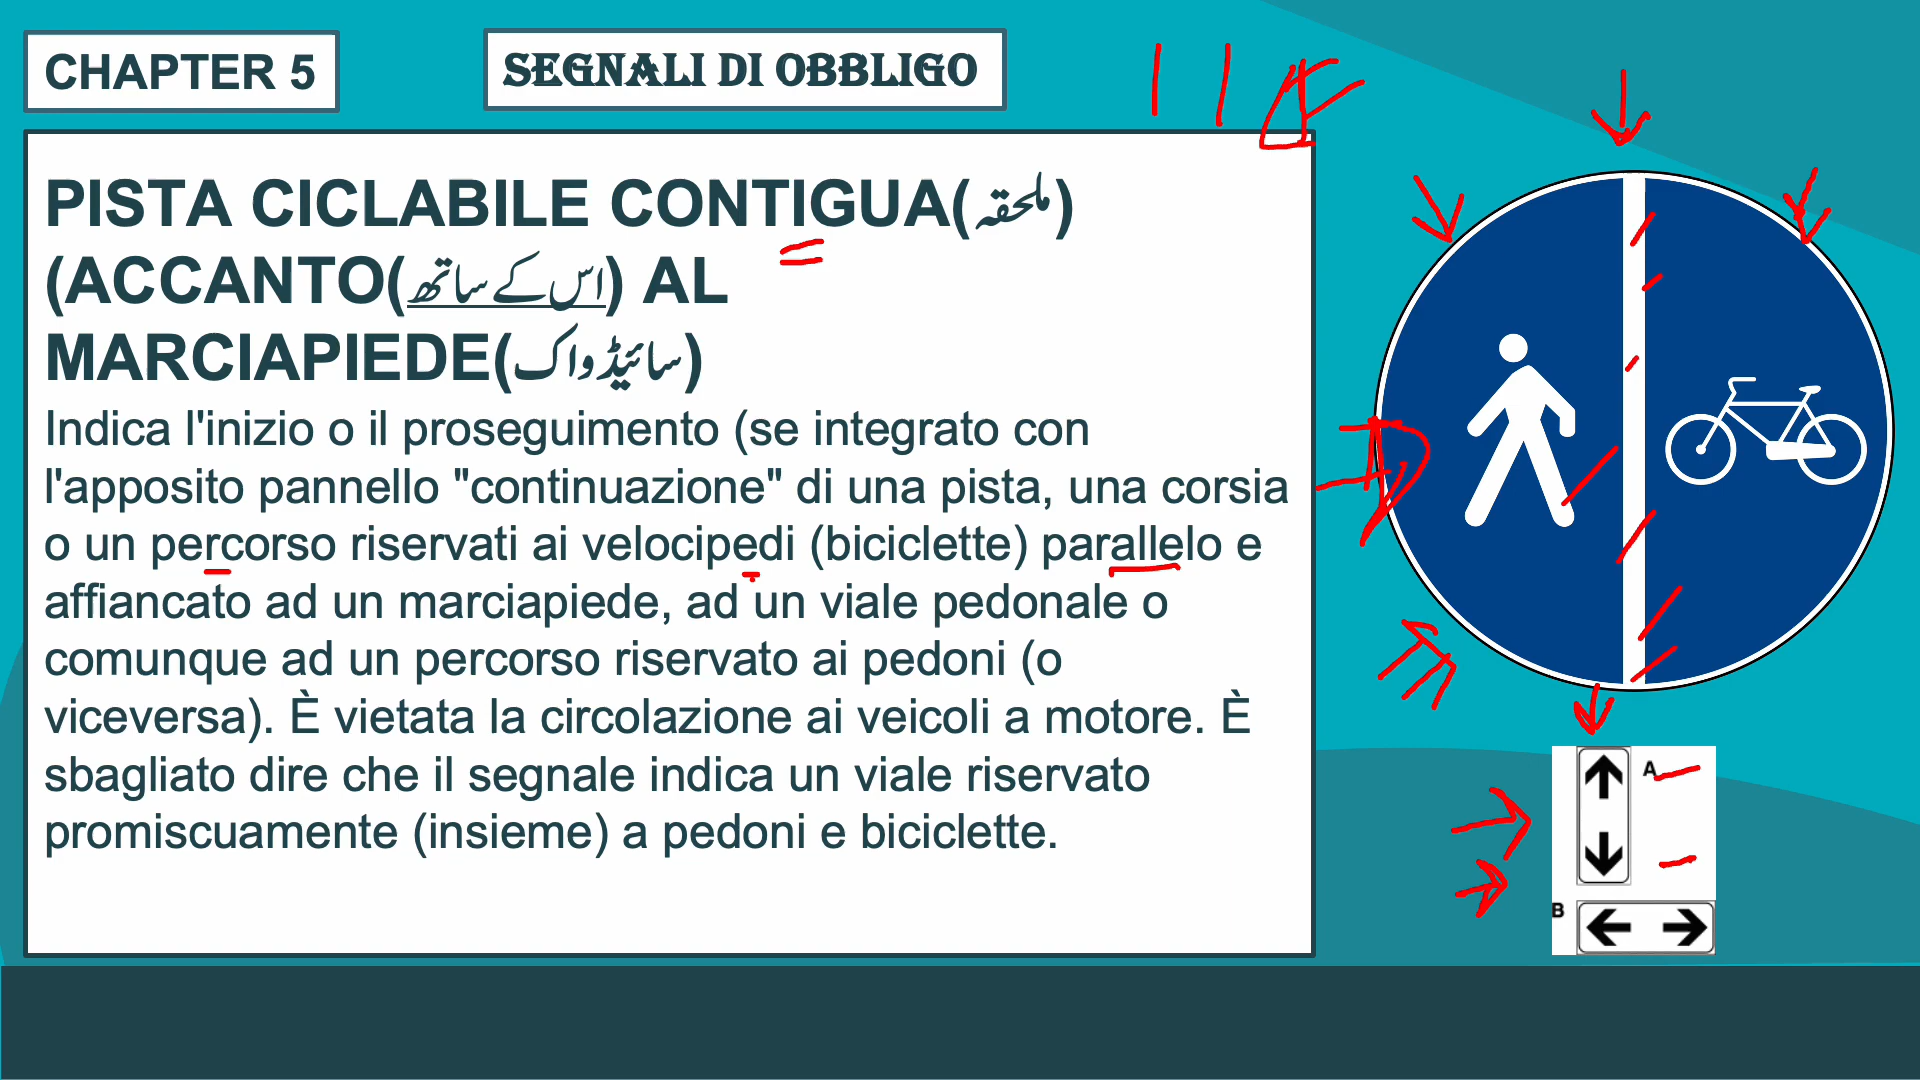 CHAPTER 5
SEGNALI DI OBBLIGO
PISTA CICLABILE CONTIGUA(ملحقہ)
(ACCANTO(اس کے ساتھ) AL
MARCIAPIEDE(سائیڈ واک)
Indica l'inizio o il proseguimento (se integrato con
l'apposito pannello "continuazione" di una pista, una corsia
o un percorso riservati ai velocipedi (biciclette) parallelo e
affiancato ad un marciapiede, ad un viale pedonale o
comunque ad un percorso riservato ai pedoni (o
viceversa). È vietata la circolazione ai veicoli a motore. È
sbagliato dire che il segnale indica un viale riservato
promiscuamente (insieme) a pedoni e biciclette.
A
B